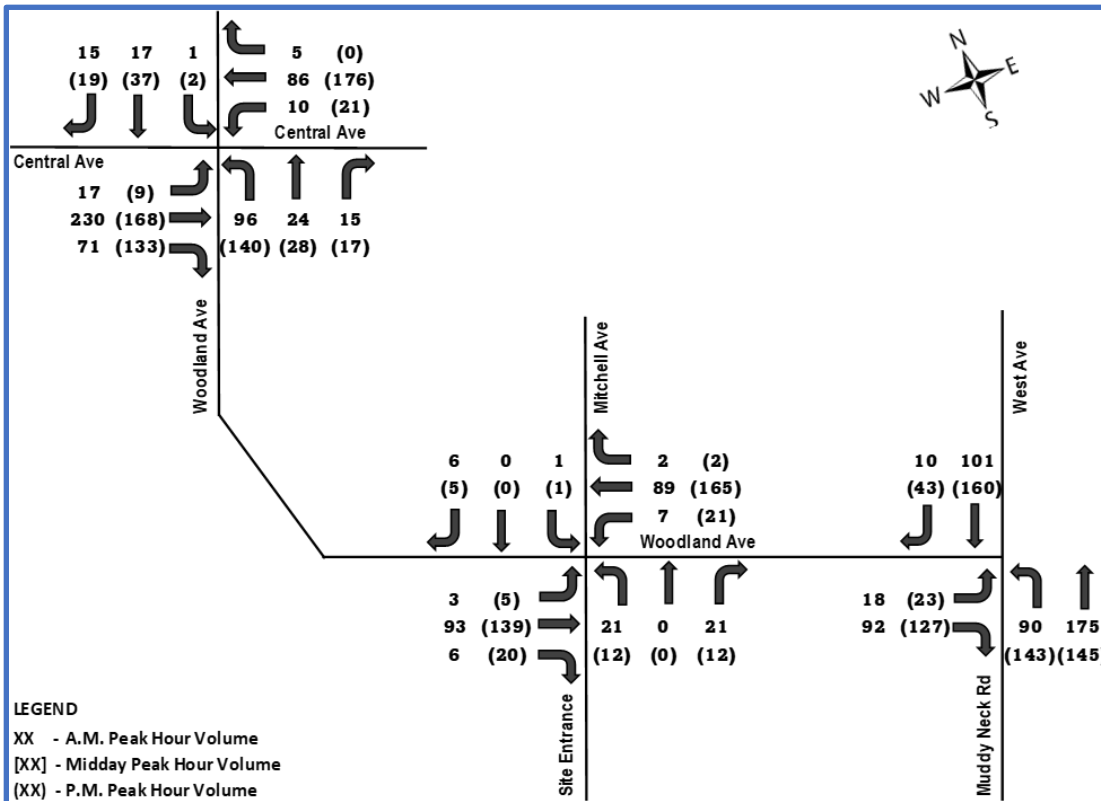 N
E
W
S
15 17 1
(19) (37) (2)
5 (0)
86 (176)
10 (21)
Central Ave
Central Ave
17 (9)
230 (168)
71 (133)
96 24 15
(140) (28) (17)
Woodland Ave
Mitchell Ave
West Ave
6 0 1
(5) (0) (1)
2 (2)
89 (165)
7 (21)
Woodland Ave
10 101
(43) (160)
3 (5)
93 (139)
6 (20)
21 0 21
(12) (0) (12)
18 (23)
92 (127)
90 175
(143) (145)
Site Entrance
Muddy Neck Rd
LEGEND
XX - A.M. Peak Hour Volume
[XX] - Midday Peak Hour Volume
(XX) - P.M. Peak Hour Volume